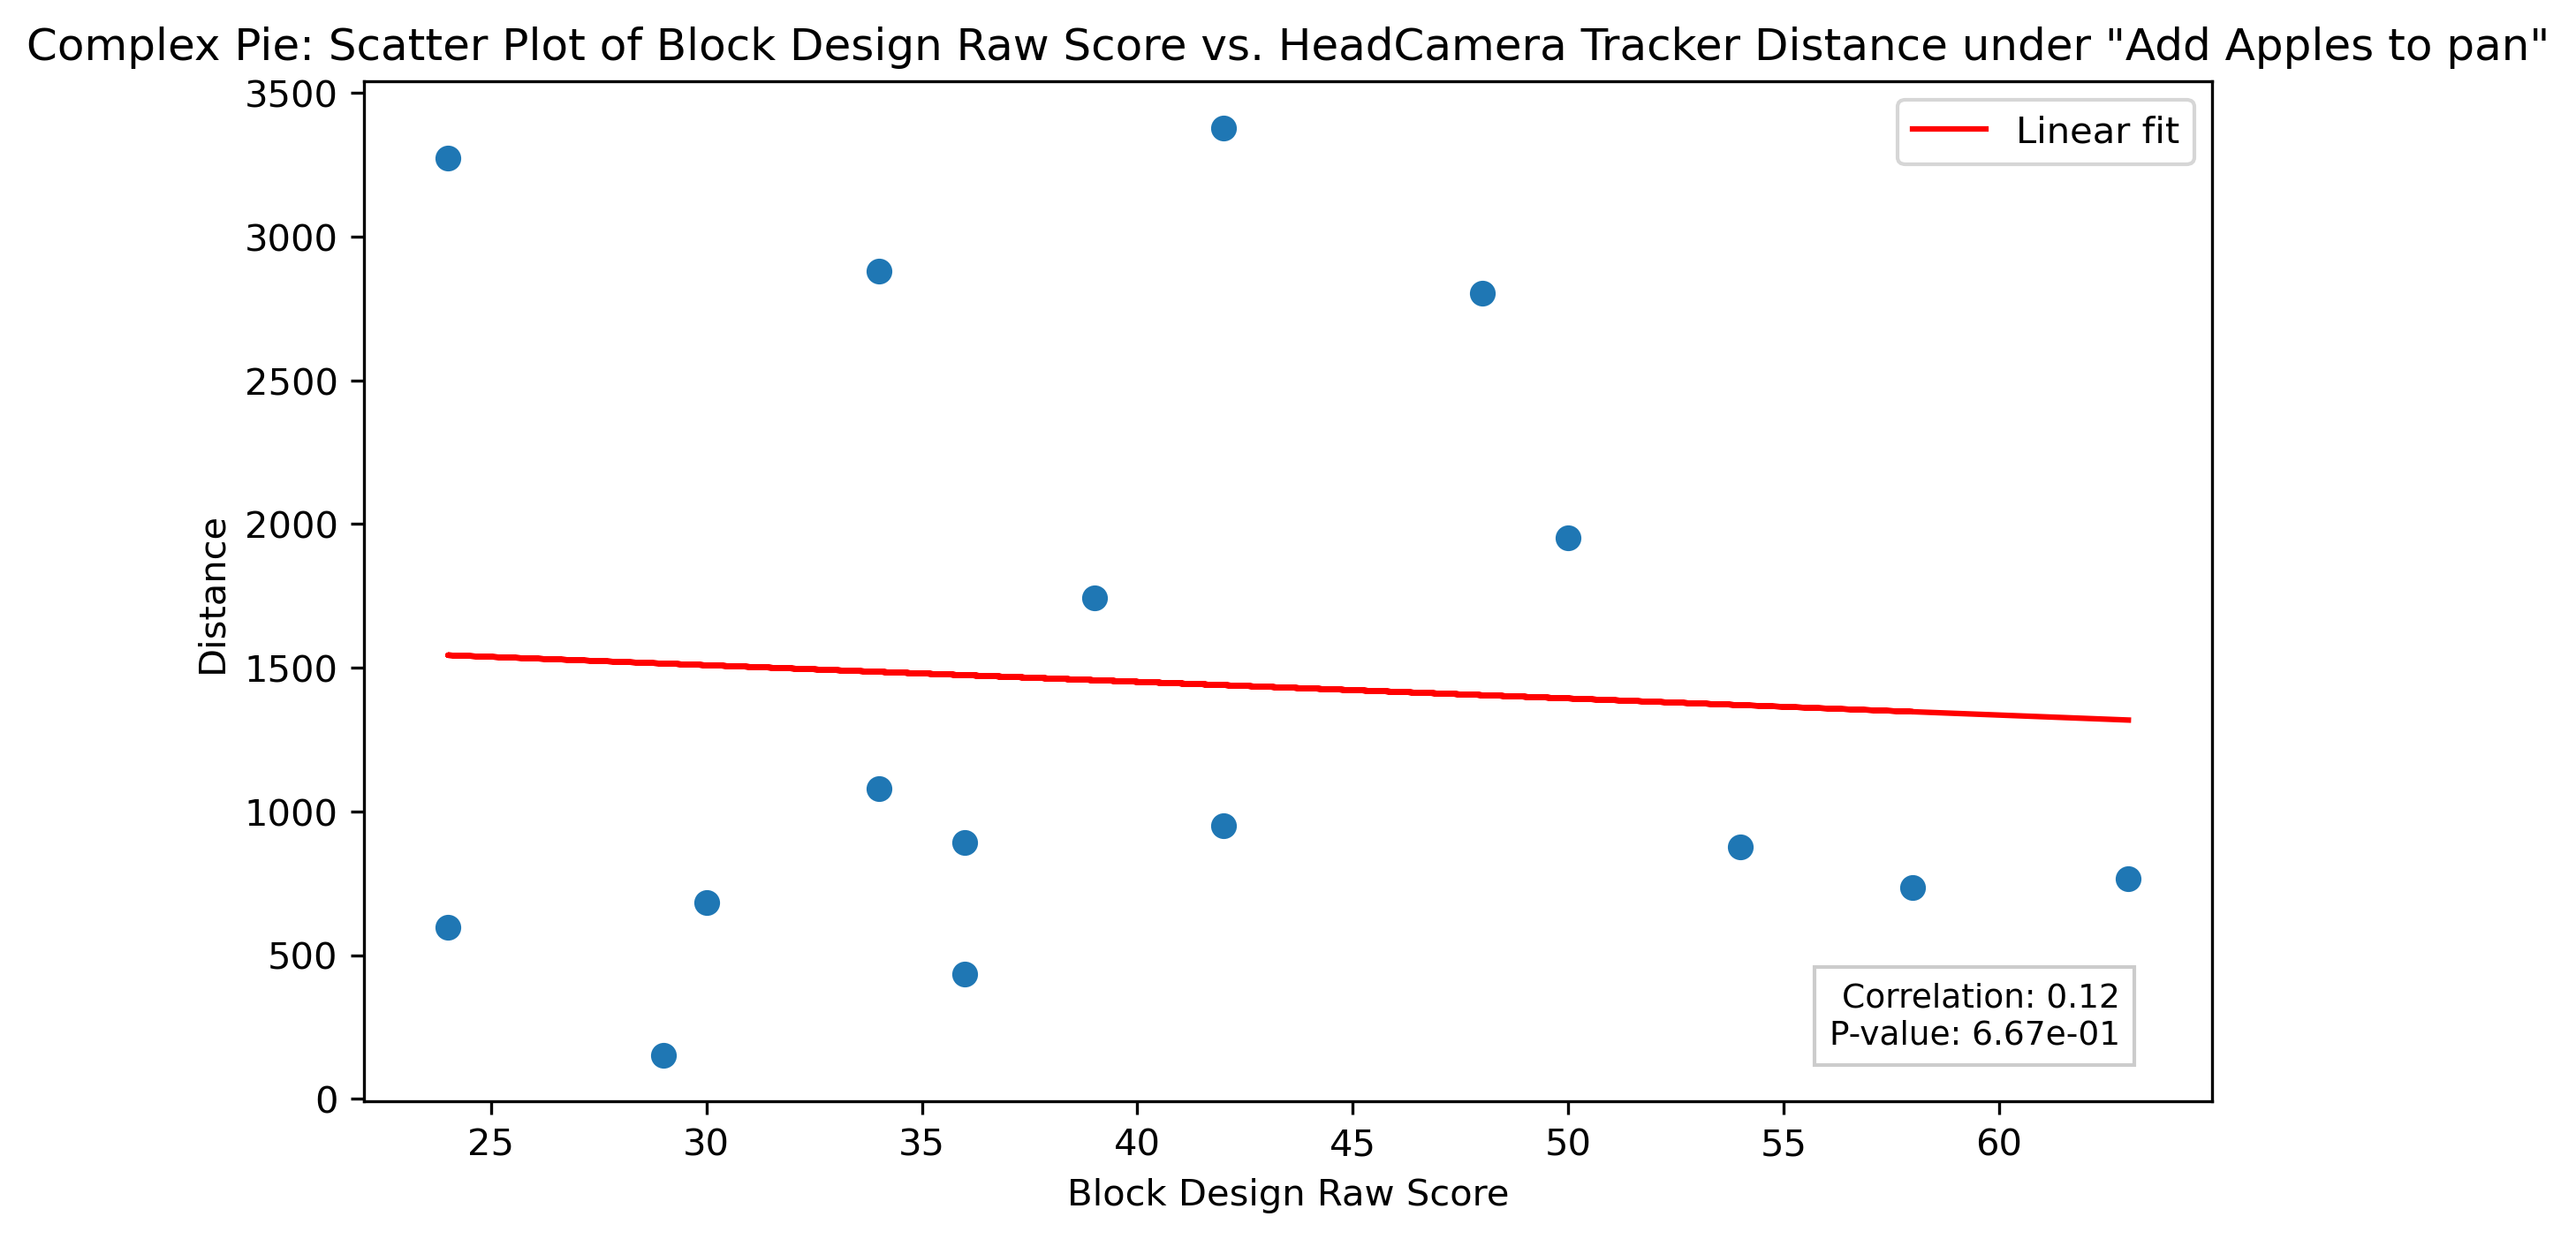 Complex Pie: Scatter Plot of Block Design Raw Score vs. HeadCamera Tracker Distance under "Add Apples to pan"
3500
3000
2500
2000
1500
1000
500
0
Distance
Linear fit
Correlation: 0.12
P-value: 6.67e-01
25 30 35 40 45 50 55 60
Block Design Raw Score